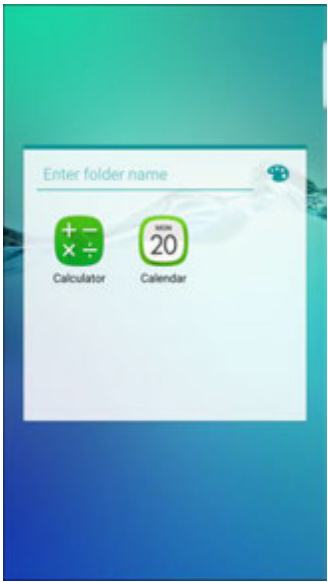 Enter folder name
+ −
× ÷
MON
20
Calculator
Calendar